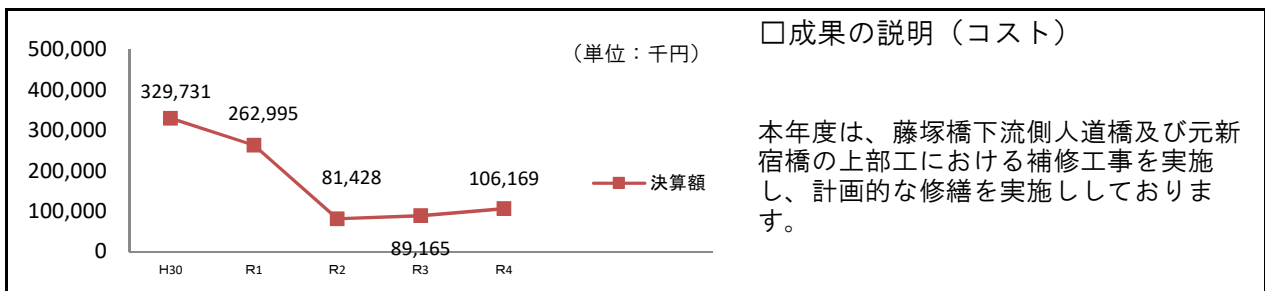 500,000
400,000
300,000
200,000
100,000
0
(単位：千円)
329,731
262,995
81,428
89,165
106,169
決算額
H30
R1
R2
R3
R4
□成果の説明（コスト）
本年度は、藤塚橋下流側人道橋及び元新
宿橋の上部工における補修工事を実施
し、計画的な修繕を実施ししておりま
す。